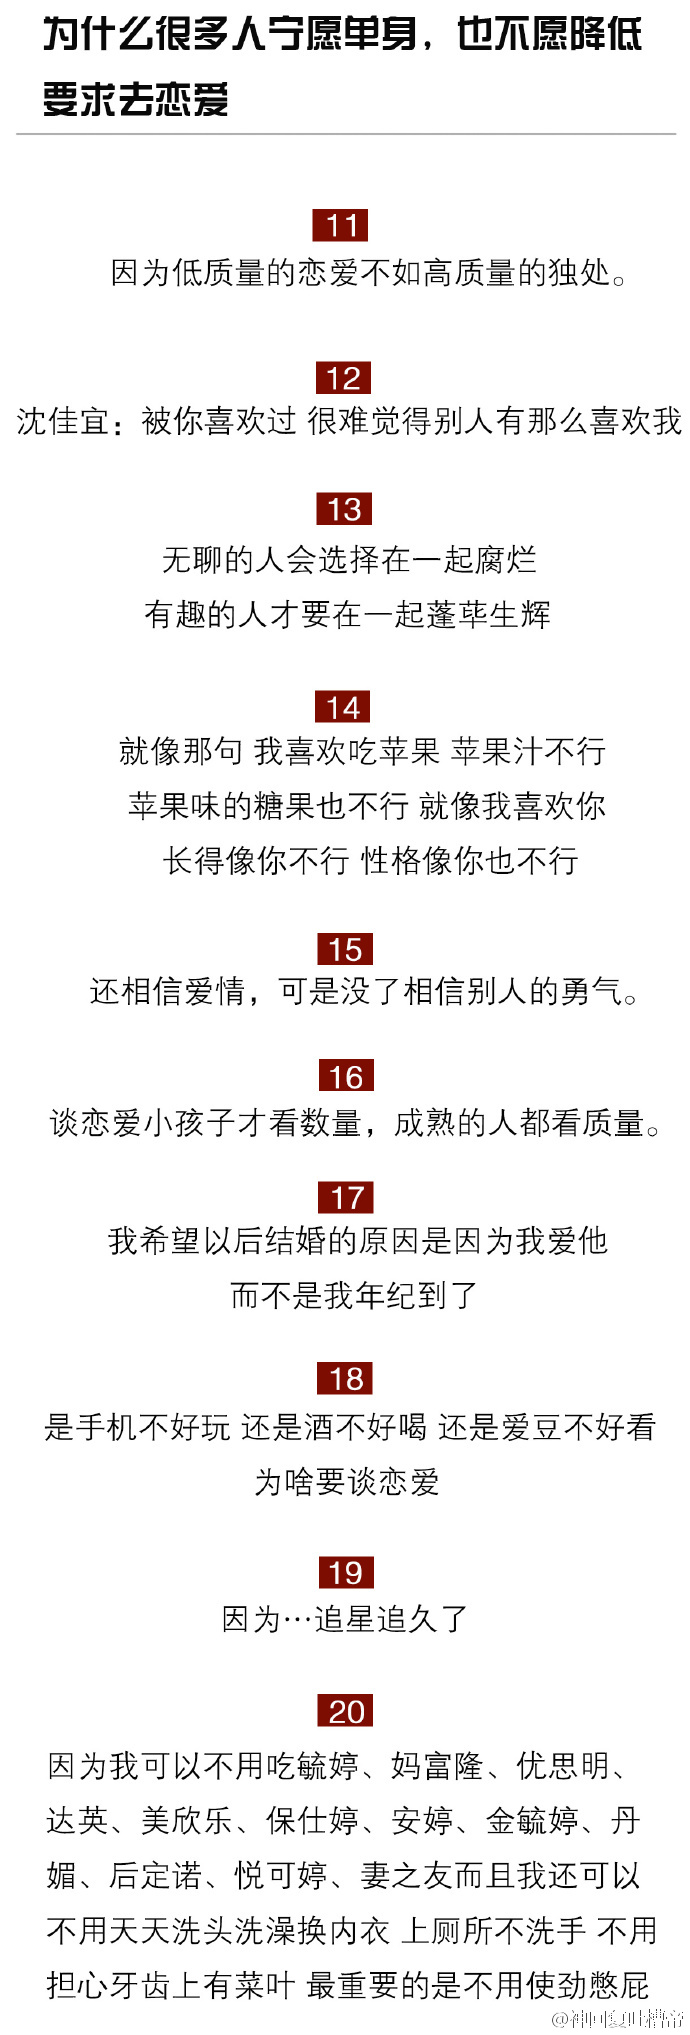 为什么很多人宁愿单身，也不愿降低
要求去恋爱
11
因为低质量的恋爱不如高质量的独处。
12
沈佳宜：被你喜欢过 很难觉得别人有那么喜欢我
13
无聊的人会选择在一起腐烂
有趣的人才要在一起蓬荜生辉
14
就像那句 我喜欢吃苹果 苹果汁不行
苹果味的糖果也不行 就像我喜欢你
长得像你不行 性格像你也不行
15
还相信爱情，可是没了相信别人的勇气。
16
谈恋爱小孩子才看数量，成熟的人都看质量。
17
我希望以后结婚的原因是因为我爱他
而不是我年纪到了
18
是手机不好玩 还是酒不好喝 还是爱豆不好看
为啥要谈恋爱
19
因为…追星追久了
20
因为我可以不用吃毓婷、妈富隆、优思明、
达英、美欣乐、保仕婷、安婷、金毓婷、丹
媚、后定诺、悦可婷、妻之友而且我还可以
不用天天洗头洗澡换内衣 上厕所不洗手 不用
担心牙齿上有菜叶 最重要的是不用使劲憋屁
@神回复吐槽帝